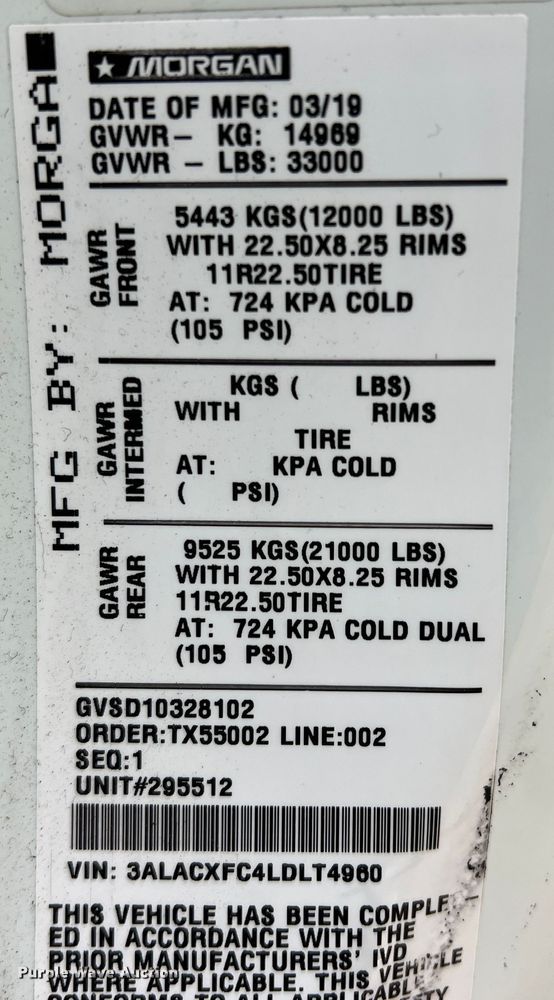 MFG BY: MORGA
★ MORGAN
DATE OF MFG: 03/19
GVWR- KG: 14969
GVWR - LBS: 33000
GAWR
FRONT
5443 KGS(12000 LBS)
WITH 22.50X8.25 RIMS
11R22.50TIRE
AT: 724 KPA COLD
(105 PSI)
GAWR
INTERMED
KGS ( LBS)
WITH RIMS
TIRE
AT: KPA COLD
( PSI)
GAWR
REAR
9525 KGS(21000 LBS)
WITH 22.50X8.25 RIMS
11R22.50TIRE
AT: 724 KPA COLD DUAL
(105 PSI)
GVSD10328102
ORDER:TX55002 LINE:002
SEQ:1
UNIT#295512
VIN: 3ALACXFC4LDLT4960
THIS VEHICLE HAS BEEN COMPLE-
ED IN ACCORDANCE WITH THE
PRIOR MANUFACTURERS' IVD
WHERE APPLICABLE. THIS VEHICLE
CONFORMS TO ALL APPLICABLE
Purple Wave Auction